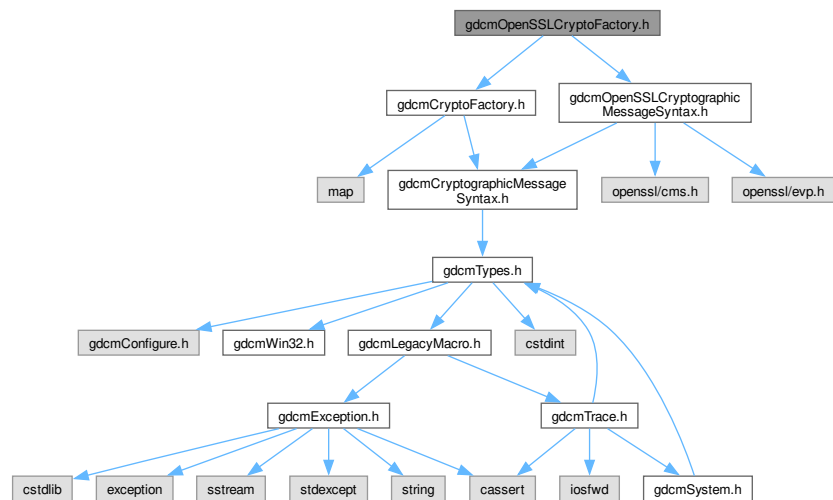 gdcmOpenSSLCryptoFactory.h
gdcmCryptoFactory.h
gdcmOpenSSLCryptographic
MessageSyntax.h
map
gdcmCryptographicMessage
Syntax.h
openssl/cms.h
openssl/evp.h
gdcmTypes.h
gdcmConfigure.h
gdcmWin32.h
gdcmLegacyMacro.h
cstdint
gdcmException.h
gdcmTrace.h
cstdlib
exception
sstream
stdexcept
string
cassert
iosfwd
gdcmSystem.h